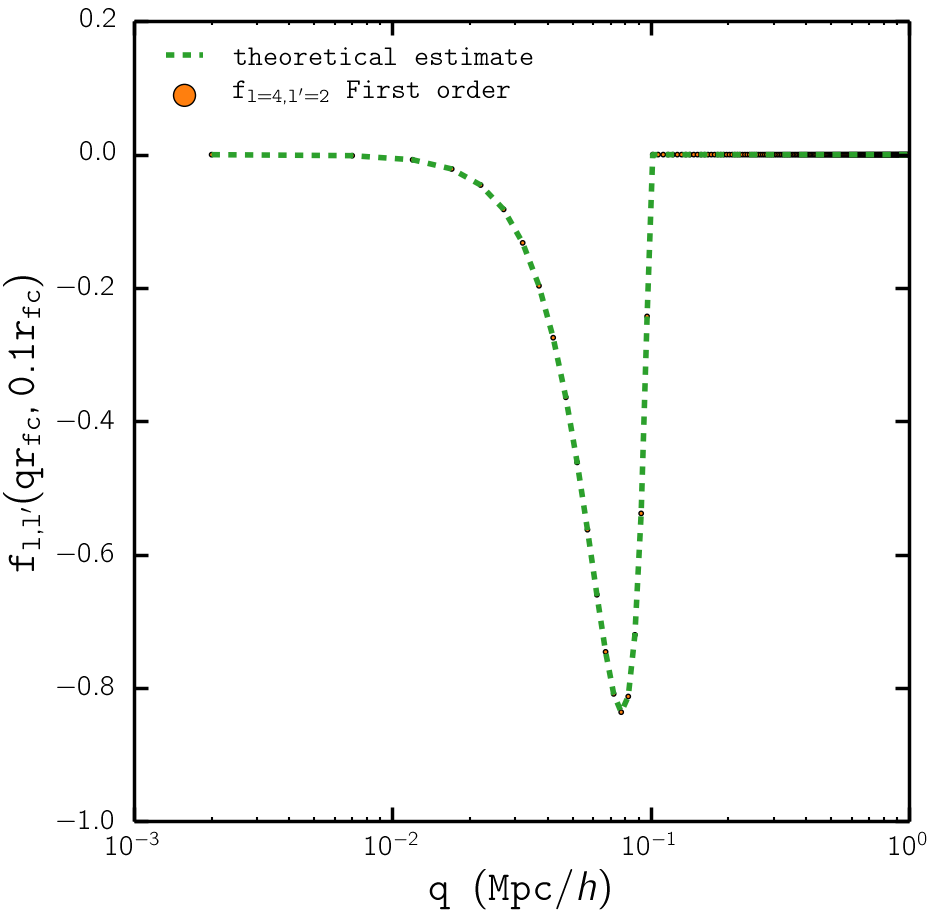 0.2
theoretical estimate
f_{l=4,l'=2} First order
0.0
−0.2
−0.4
−0.6
−0.8
−1.0
f_{l,l'}(qr_{fc}, 0.1r_{fc})
10^{−3}
10^{−2}
10^{−1}
10^{0}
q (Mpc/h)